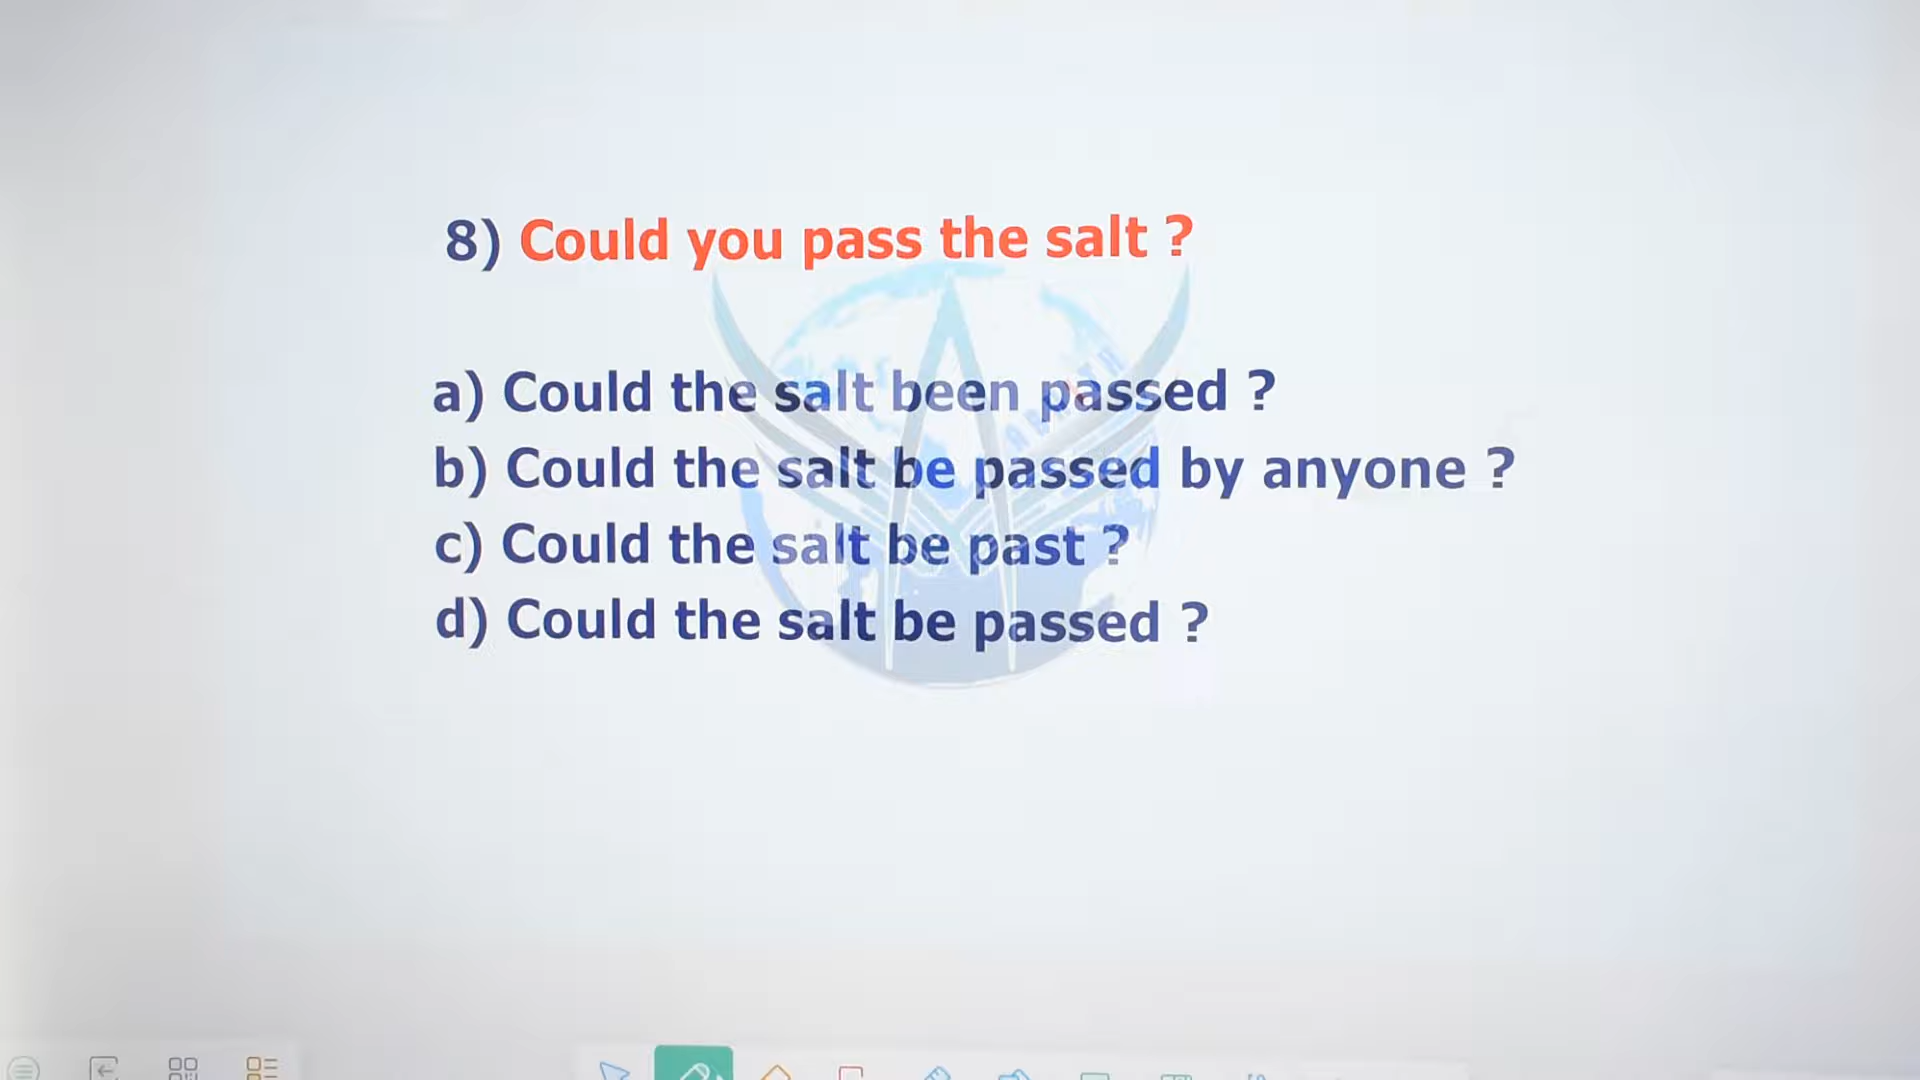 8) Could you pass the salt ?
a) Could the salt been passed ?
b) Could the salt be passed by anyone ?
c) Could the salt be past ?
d) Could the salt be passed ?